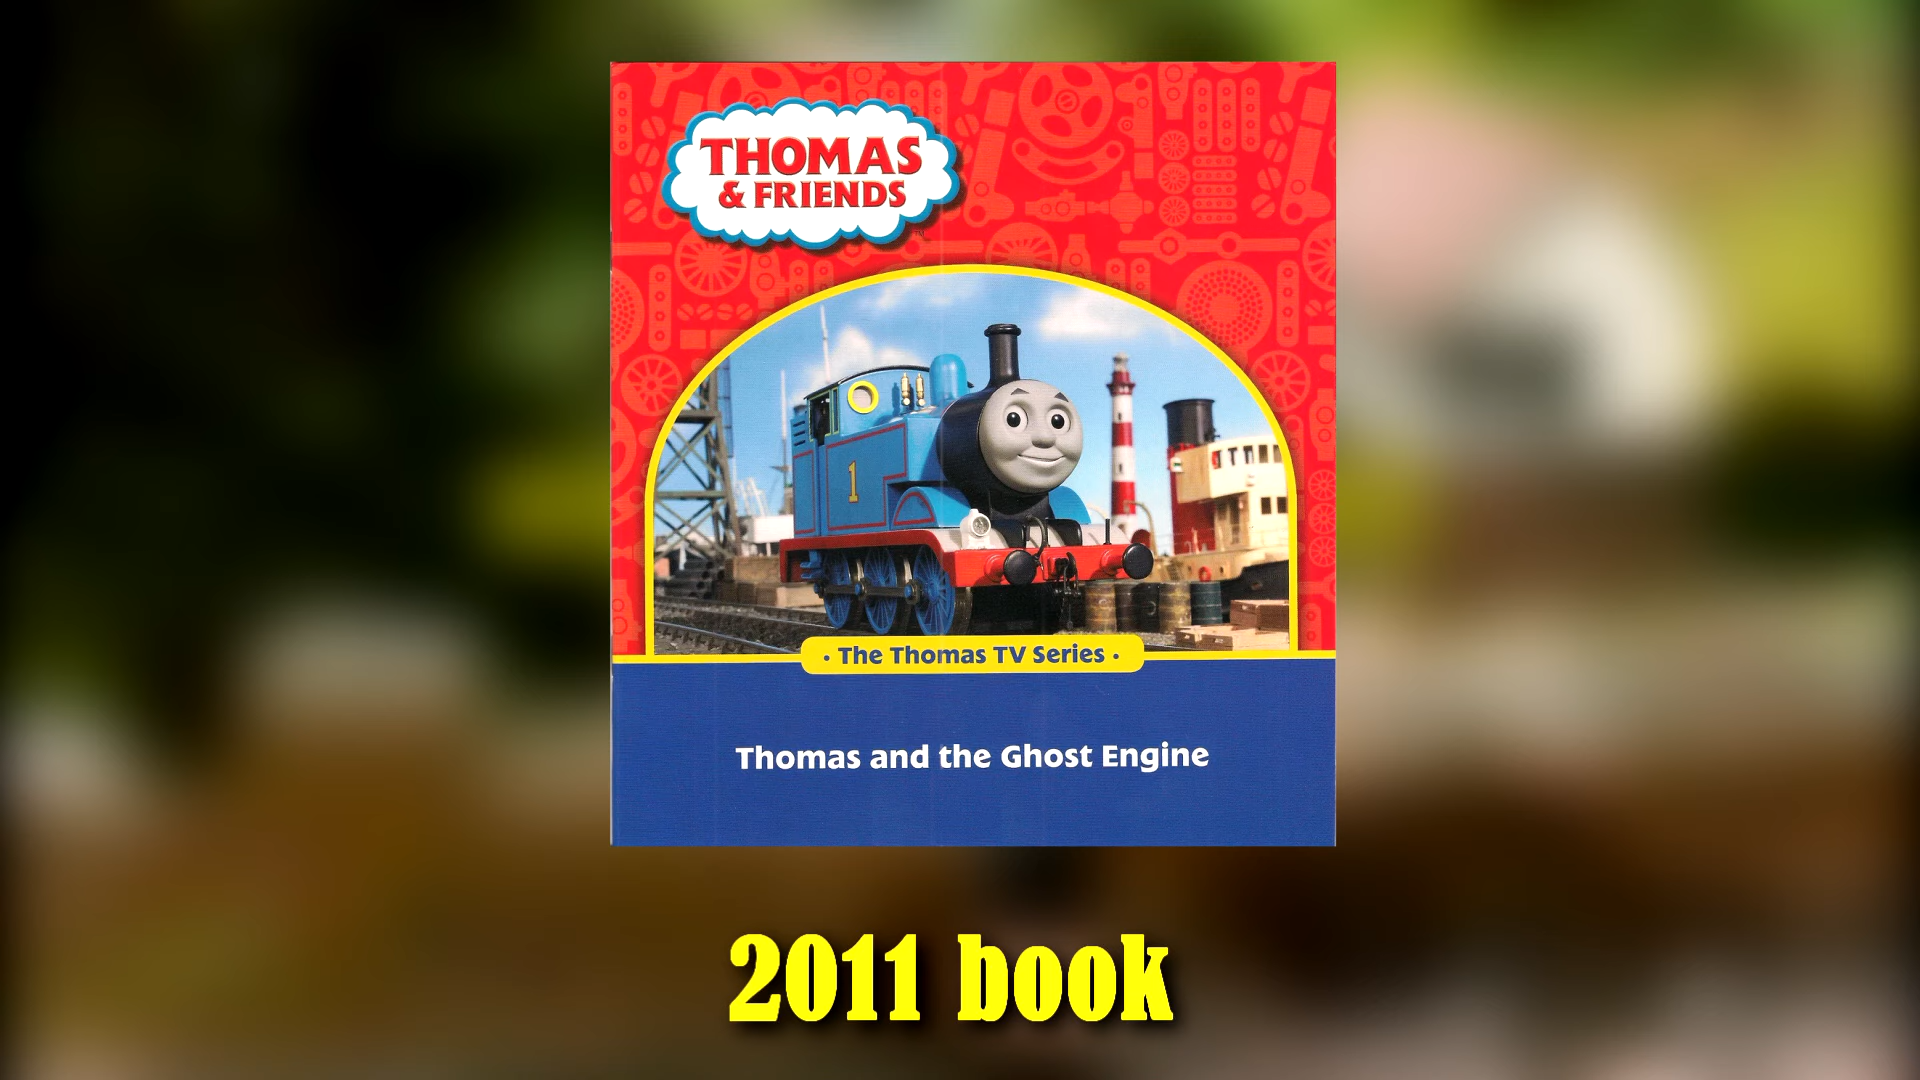 THOMAS
& FRIENDS
1
• The Thomas TV Series •
Thomas and the Ghost Engine
2011 book